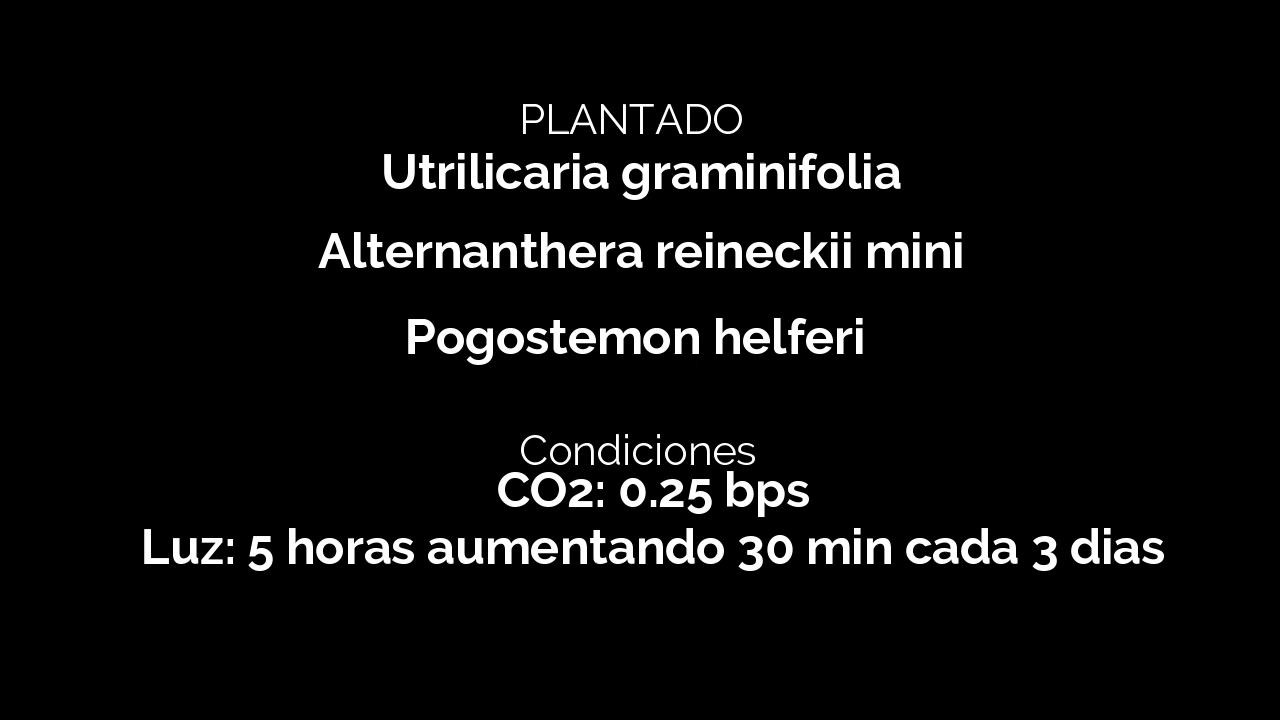 PLANTADO
Utrilicaria graminifolia
Alternanthera reineckii mini
Pogostemon helferi
Condiciones
CO2: 0.25 bps
Luz: 5 horas aumentando 30 min cada 3 dias